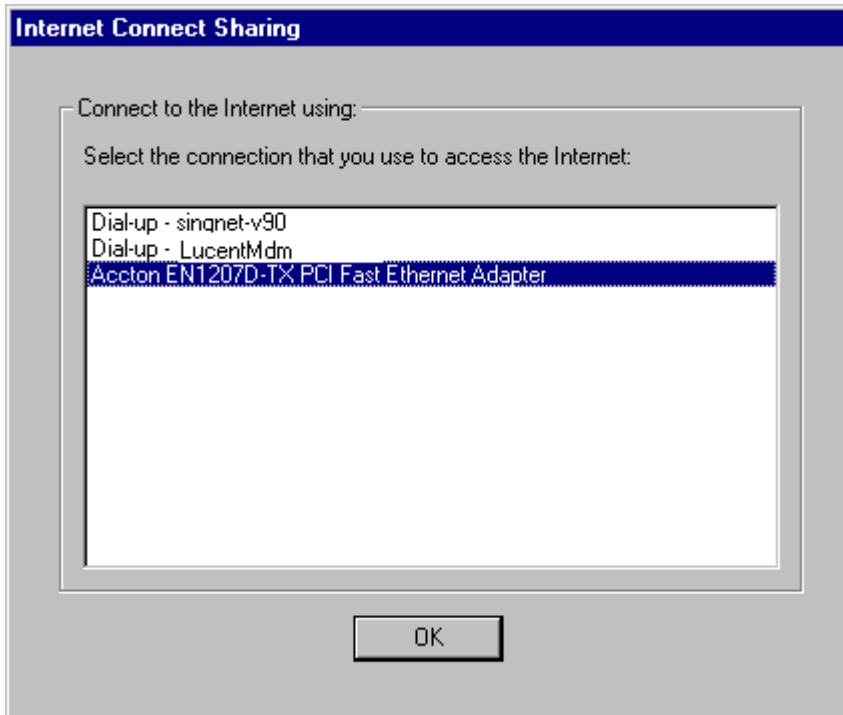 Internet Connect Sharing
Connect to the Internet using:
Select the connection that you use to access the Internet:
Dial-up - singnet-v90
Dial-up - LucentMdm
Accton EN1207D-TX PCI Fast Ethernet Adapter
OK